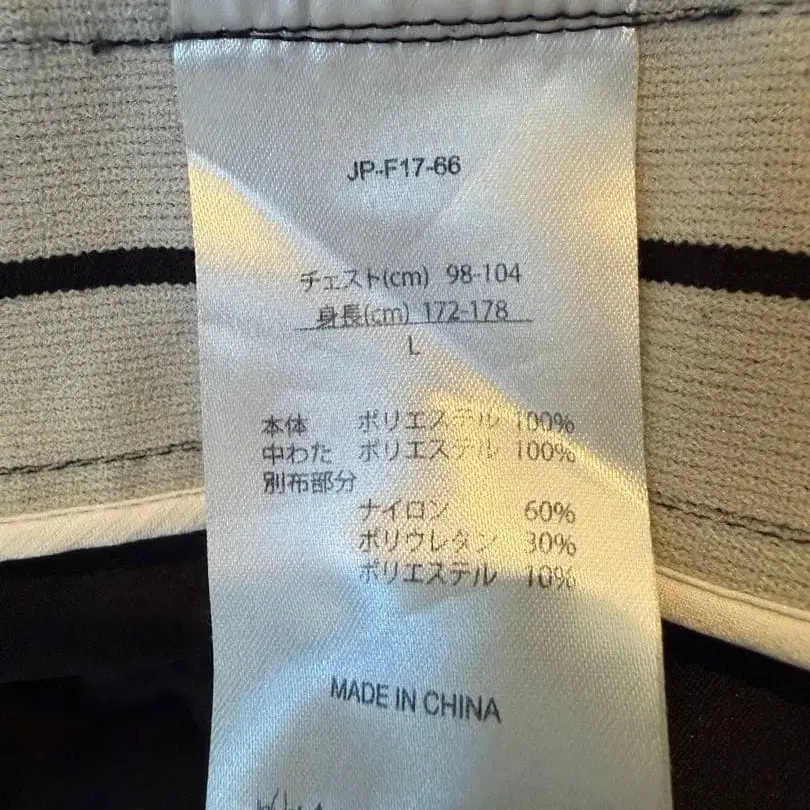 JP-F17-66
チェスト(cm) 98-104
身長(cm) 172-178
L
本体 ポリエステル 100%
中わた ポリエステル 100%
別布部分
ナイロン 60%
ポリウレタン 30%
ポリエステル 10%
MADE IN CHINA